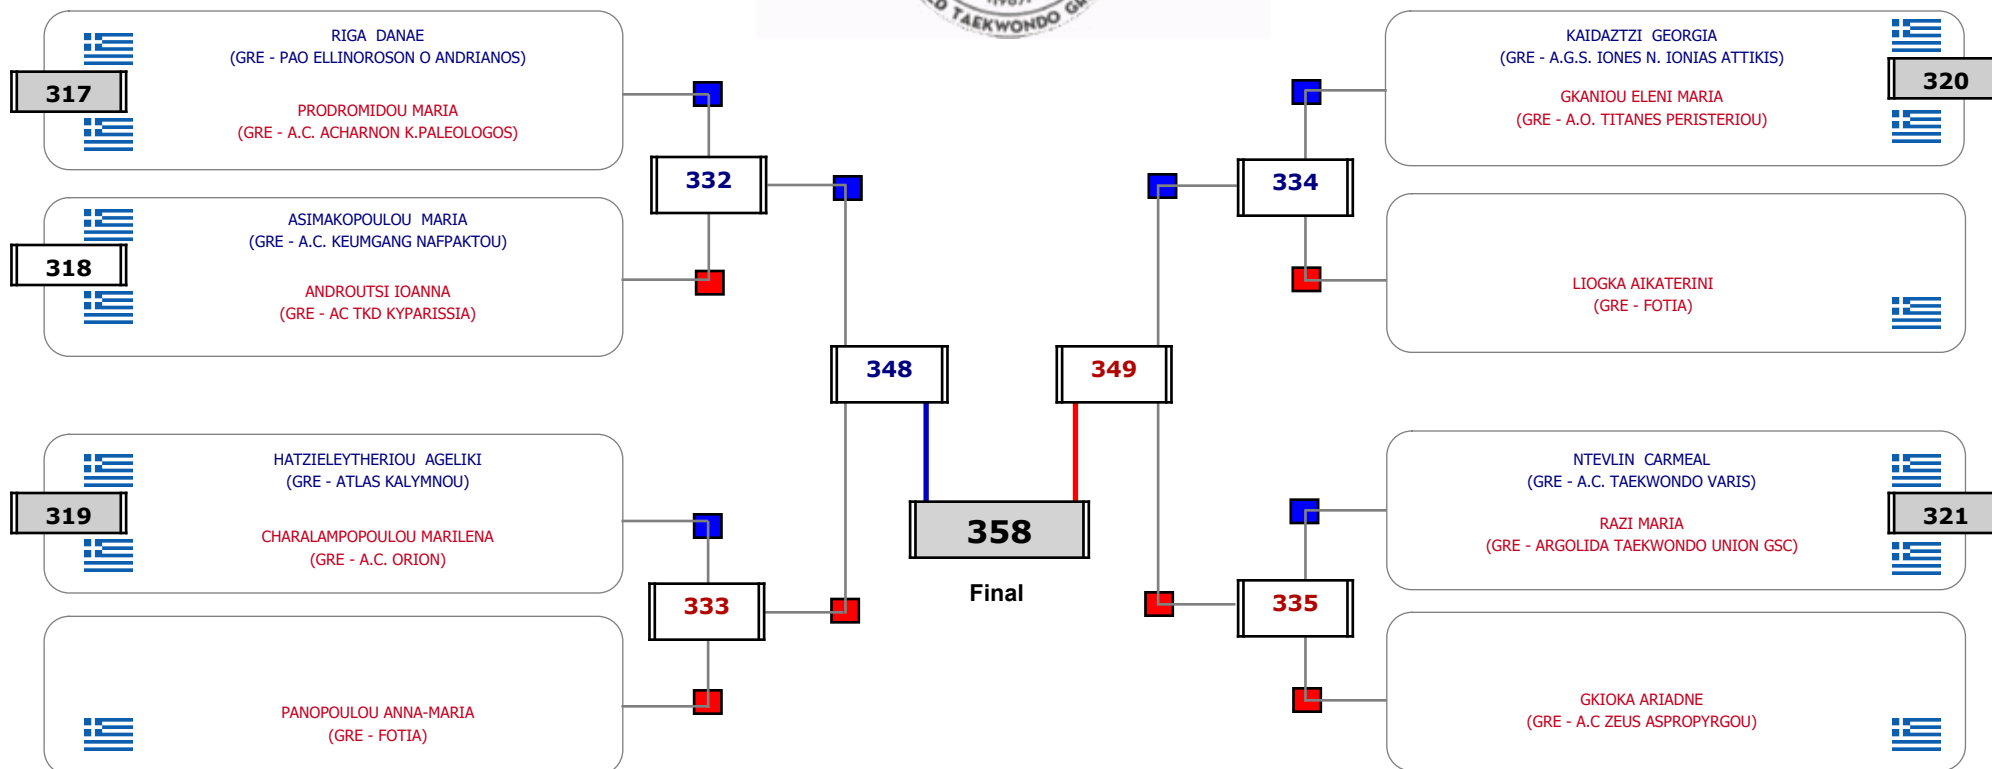 TAEKWONDO
RIGA DANAE
(GRE - PAO ELLINOROSON O ANDRIANOS)
317
PRODROMIDOU MARIA
(GRE - A.C. ACHARNON K.PALEOLOGOS)
332
ASIMAKOPOULOU MARIA
(GRE - A.C. KEUMGANG NAFPAKTOU)
318
ANDROUTSI IOANNA
(GRE - AC TKD KYPARISSIA)
348
HATZIELEYTHERIOU AGELIKI
(GRE - ATLAS KALYMNOU)
319
CHARALAMPOPOULOU MARILENA
(GRE - A.C. ORION)
333
PANOPOULOU ANNA-MARIA
(GRE - FOTIA)
358
Final
KAIDAZTZI GEORGIA
(GRE - A.G.S. IONES N. IONIAS ATTIKIS)
320
GKANIOU ELENI MARIA
(GRE - A.O. TITANES PERISTERIOU)
334
LIOGKA AIKATERINI
(GRE - FOTIA)
349
NTEVLIN CARMEAL
(GRE - A.C. TAEKWONDO VARIS)
321
RAZI MARIA
(GRE - ARGOLIDA TAEKWONDO UNION GSC)
335
GKIOKA ARIADNE
(GRE - A.C ZEUS ASPROPYRGOU)